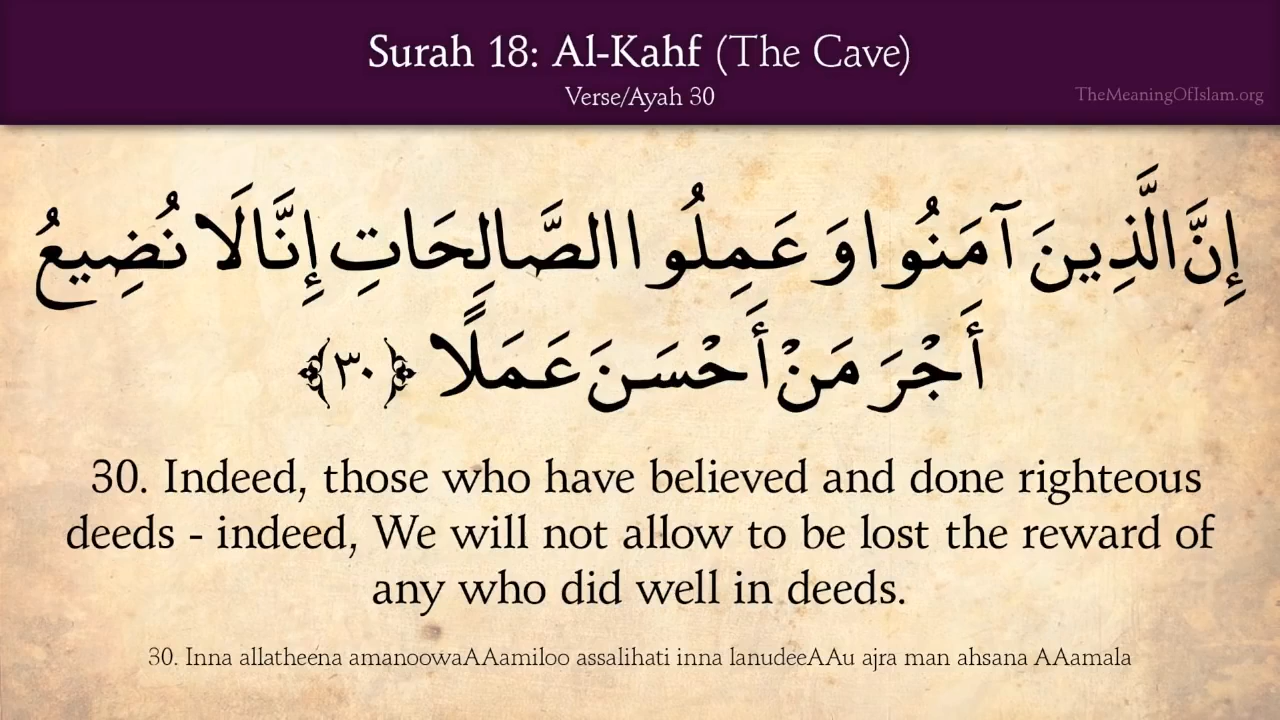 Surah 18: Al-Kahf (The Cave)
Verse/Ayah 30
TheMeaningOfIslam.org
إِنَّ الَّذِينَ آمَنُوا وَعَمِلُوا الصَّالِحَاتِ إِنَّا لَا نُضِيعُ
أَجْرَ مَنْ أَحْسَنَ عَمَلًا ﴿٣٠﴾
30. Indeed, those who have believed and done righteous
deeds - indeed, We will not allow to be lost the reward of
any who did well in deeds.
30. Inna allatheena amanoowaAAamiloo assalihati inna lanudeeAAu ajra man ahsana AAamala